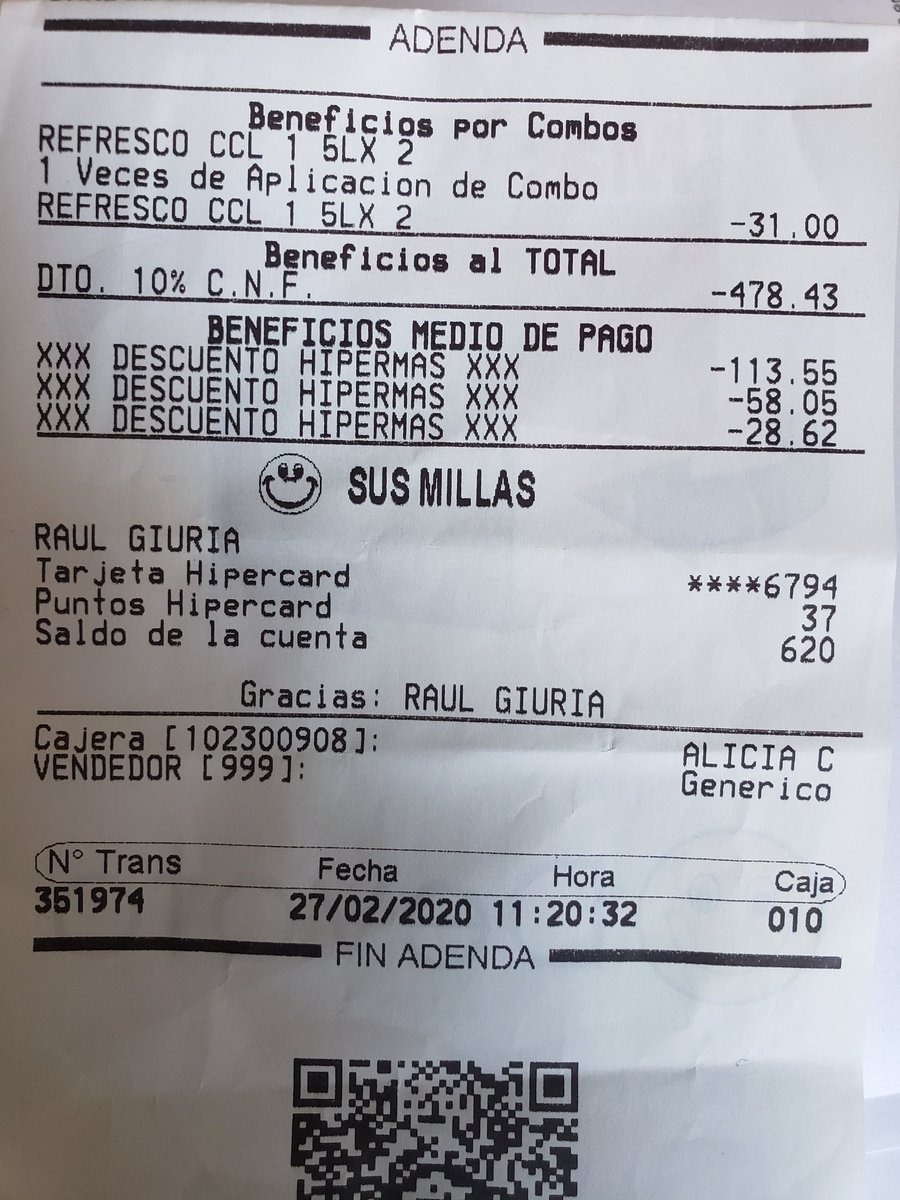 ADENDA
Beneficios por Combos
REFRESCO CCL 1 5LX 2
1 Veces de Aplicacion de Combo
REFRESCO CCL 1 5LX 2 -31.00
Beneficios al TOTAL
DTO. 10% C.N.F. -478.43
BENEFICIOS MEDIO DE PAGO
XXX DESCUENTO HIPERMAS XXX -113.55
XXX DESCUENTO HIPERMAS XXX -58.05
XXX DESCUENTO HIPERMAS XXX -28.62
SUS MILLAS
RAUL GIURIA
Tarjeta Hipercard ****6794
Puntos Hipercard 37
Saldo de la cuenta 620
Gracias: RAUL GIURIA
Cajera [102300908]: ALICIA C
VENDEDOR [999]: Generico
N° Trans Fecha Hora Caja
351974 27/02/2020 11:20:32 010
FIN ADENDA